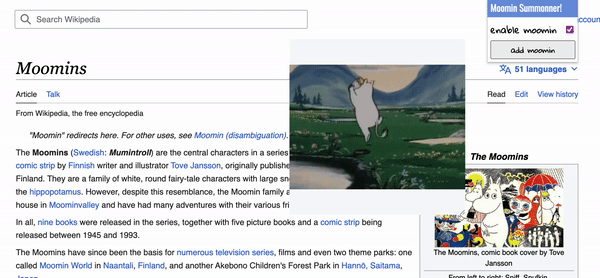 Moomin Summonner!
Search Wikipedia
accoun
enable moomin
add moomin
Moomins
51 languages
Article Talk Read Edit View history
From Wikipedia, the free encyclopedia
"Moomin" redirects here. For other uses, see Moomin (disambiguation).
The Moomins (Swedish: Mumintroll) are the central characters in a series
comic strip by Finnish writer and illustrator Tove Jansson, originally publishe
Finland. They are a family of white, round fairy-tale characters with large sn
the hippopotamus. However, despite this resemblance, the Moomin family a
house in Moominvalley and have had many adventures with their various fri
In all, nine books were released in the series, together with five picture books and a comic strip being
released between 1945 and 1993.
The Moomins have since been the basis for numerous television series, films and even two theme parks: one
called Moomin World in Naantali, Finland, and another Akebono Children's Forest Park in Hannō, Saitama,
The Moomins
The Moomins, comic book cover by Tove
Jansson
From left to right: Sniff, Snufkin,